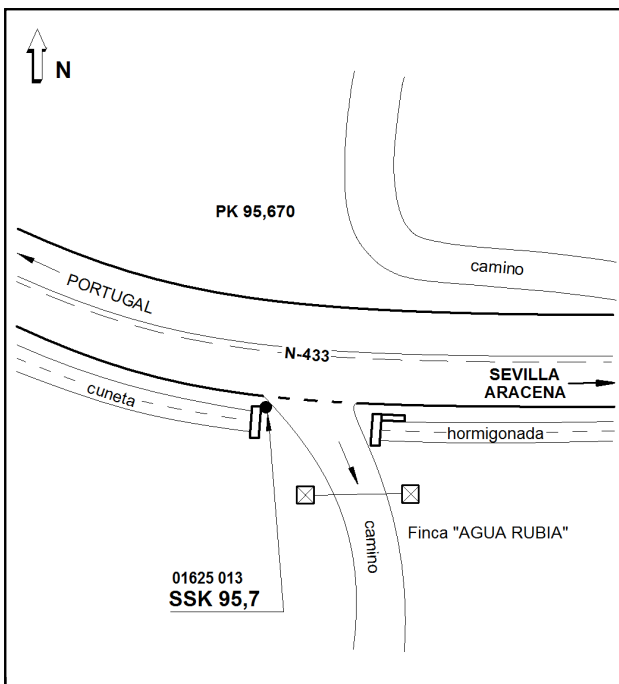 N
PK 95,670
camino
PORTUGAL
N-433
SEVILLA
ARACENA
cuneta
hormigonada
camino
Finca "AGUA RUBIA"
01625 013
SSK 95,7